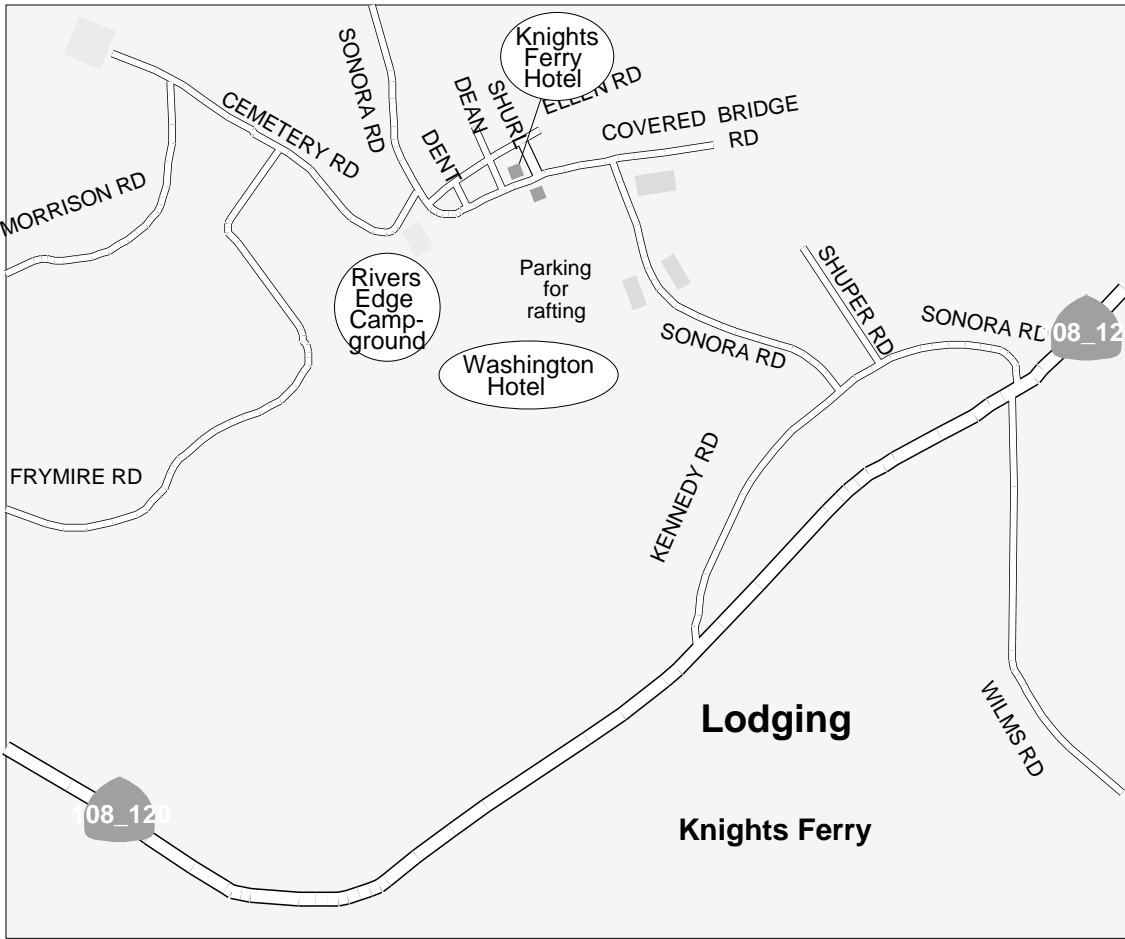 Knights
Ferry
Hotel
SONORA RD
DEAN
SHURL
ELLEN RD
COVERED BRIDGE
RD
CEMETERY RD
DENT
MORRISON RD
Rivers
Edge
Camp-
ground
Parking
for
rafting
SHUPER RD
SONORA RD
108_12
SONORA RD
Washington
Hotel
FRYMIRE RD
KENNEDY RD
Lodging
WILMS RD
108_120
Knights Ferry